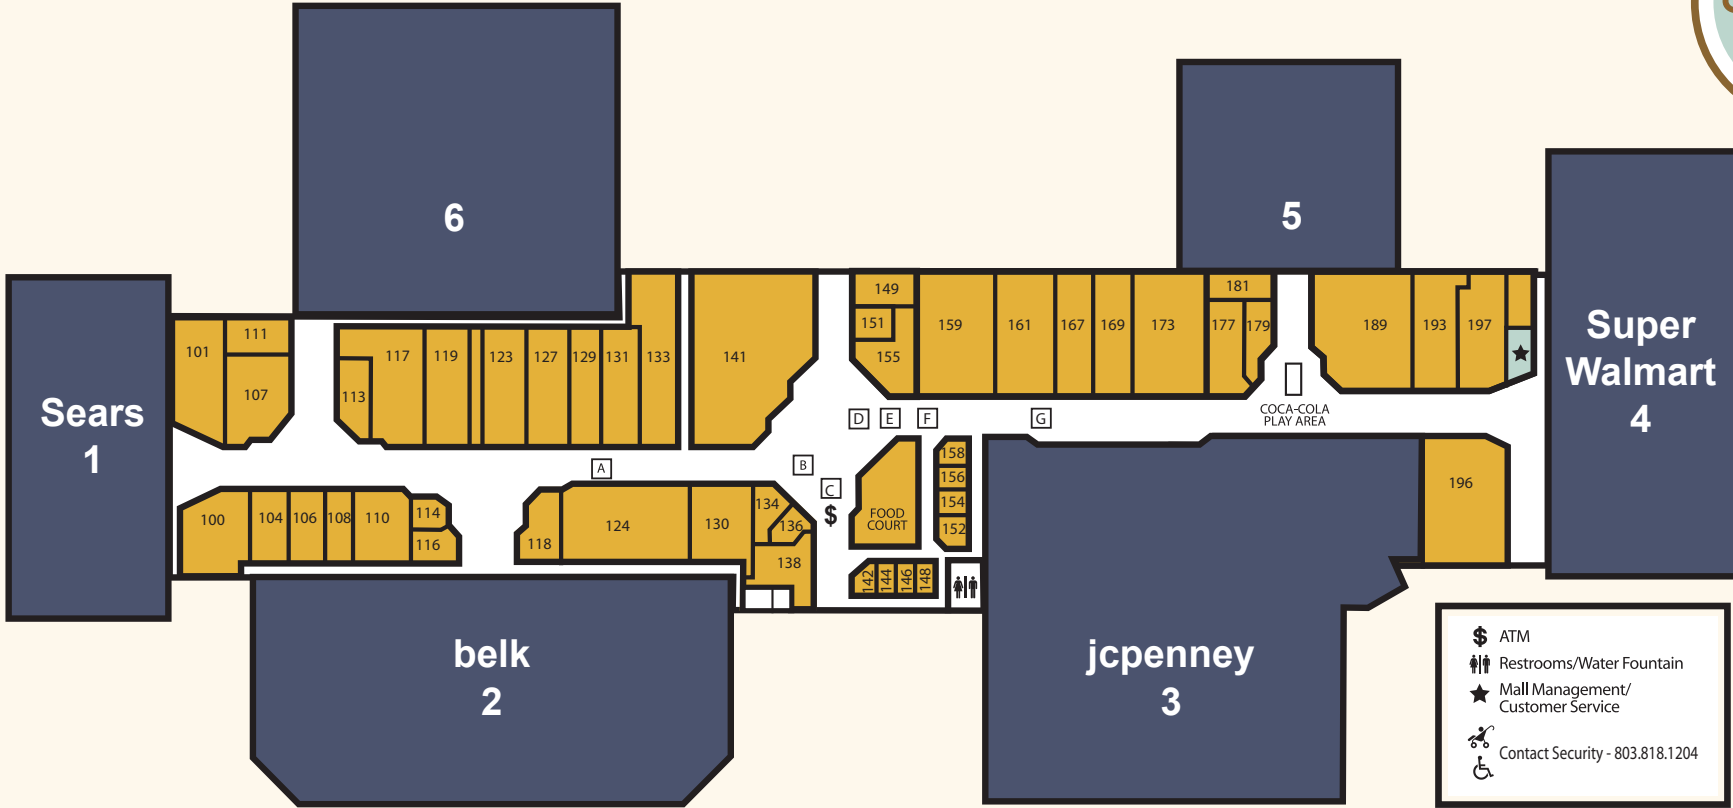 6
5
Sears
1
Super
Walmart
4
belk
2
jcpenney
3
101
111
107
113
117
119
123
127
129
131
133
141
149
151
155
159
161
167
169
173
177
179
181
189
193
197
COCA-COLA
PLAY AREA
A
B
C
D
E
F
G
$
100
104
106
108
110
114
116
118
124
130
134
136
138
FOOD
COURT
158
156
154
152
142
144
146
148
196
$ ATM
Restrooms/Water Fountain
Mall Management/
Customer Service
Contact Security - 803.818.1204